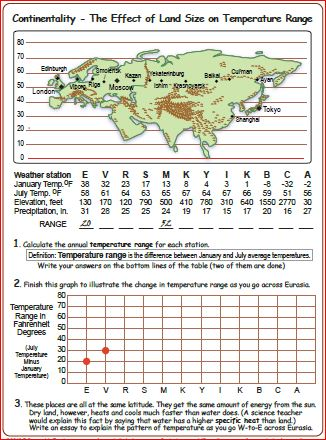 Continentality - The Effect of Land Size on Temperature Range
80
70
60
50
40
30
20
10
0
Edinburgh Smolensk Yekaterinburg Cul'man
Viborg Riga Kazan Baikal Ayan
London Moscow Ishim Krasnoyarsk
Tokyo
Shanghai
Weather station E V R S M K Y I K B C A
January Temp.°F 38 32 23 17 13 8 4 3 1 -8 -32 -2
July Temp. °F 58 61 64 63 65 67 64 67 66 59 51 56
Elevation, feet 130 170 120 790 500 410 780 310 640 1550 2770 30
Precipitation, in. 31 28 25 25 24 19 17 15 17 20 16 27
RANGE 20 52
1. Calculate the annual temperature range for each station.
Definition: Temperature range is the difference between January and July average temperatures.
Write your answers on the bottom lines of the table (two of them are done)
2. Finish this graph to illustrate the change in temperature range as you go across Eurasia.
Temperature
Range in
Fahrenheit
Degrees
(July
Temperature
Minus
January
Temperature)
80
70
60
50
40
30
20
10
0
E V R S M K Y I K B C A
3. These places are all at the same latitude. They get the same amount of energy from the sun.
Dry land, however, heats and cools much faster than water does. (A science teacher
would explain this fact by saying that water has a higher specific heat than land.)
Write an essay to explain the pattern of temperature as you go W-to-E across Eurasia.